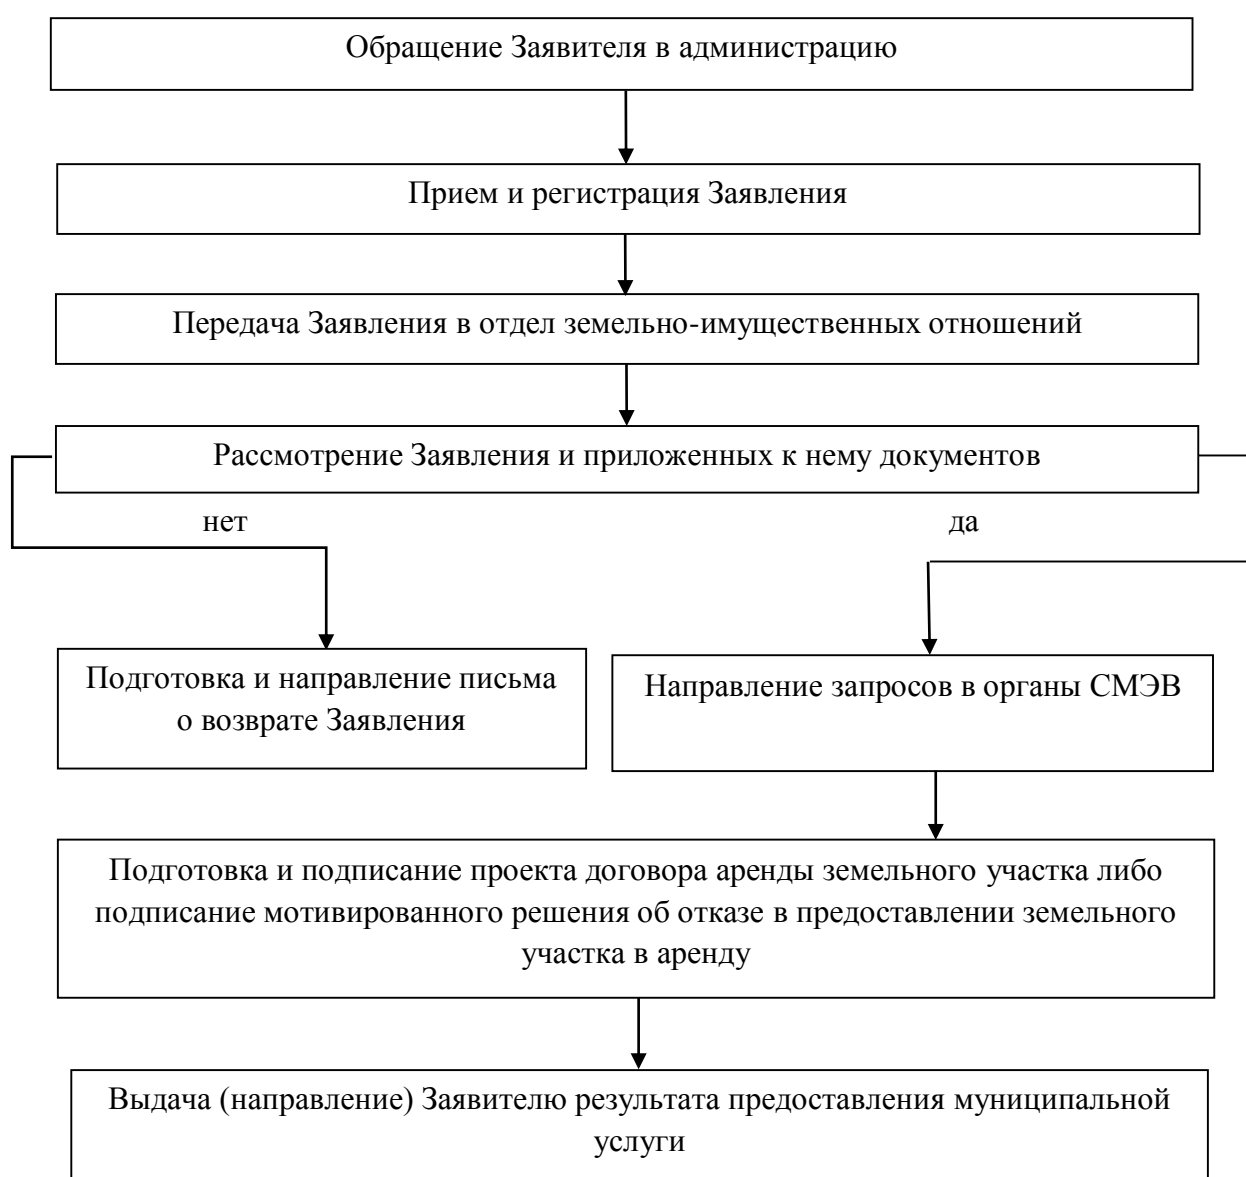 Обращение Заявителя в администрацию
Прием и регистрация Заявления
Передача Заявления в отдел земельно-имущественных отношений
Рассмотрение Заявления и приложенных к нему документов
нет
да
Подготовка и направление письма
о возврате Заявления
Направление запросов в органы СМЭВ
Подготовка и подписание проекта договора аренды земельного участка либо
подписание мотивированного решения об отказе в предоставлении земельного
участка в аренду
Выдача (направление) Заявителю результата предоставления муниципальной
услуги